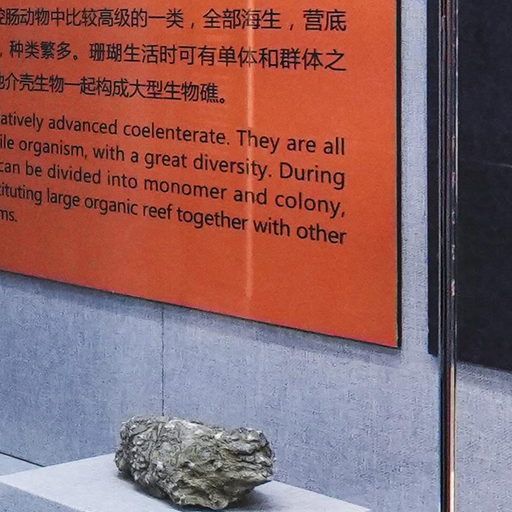 腔肠动物中比较高级的一类，全部海生，营底
，种类繁多。珊瑚生活时可有单体和群体之
他介壳生物一起构成大型生物礁。
atively advanced coelenterate. They are all
ile organism, with a great diversity. During
can be divided into monomer and colony,
tituting large organic reef together with other
ms.